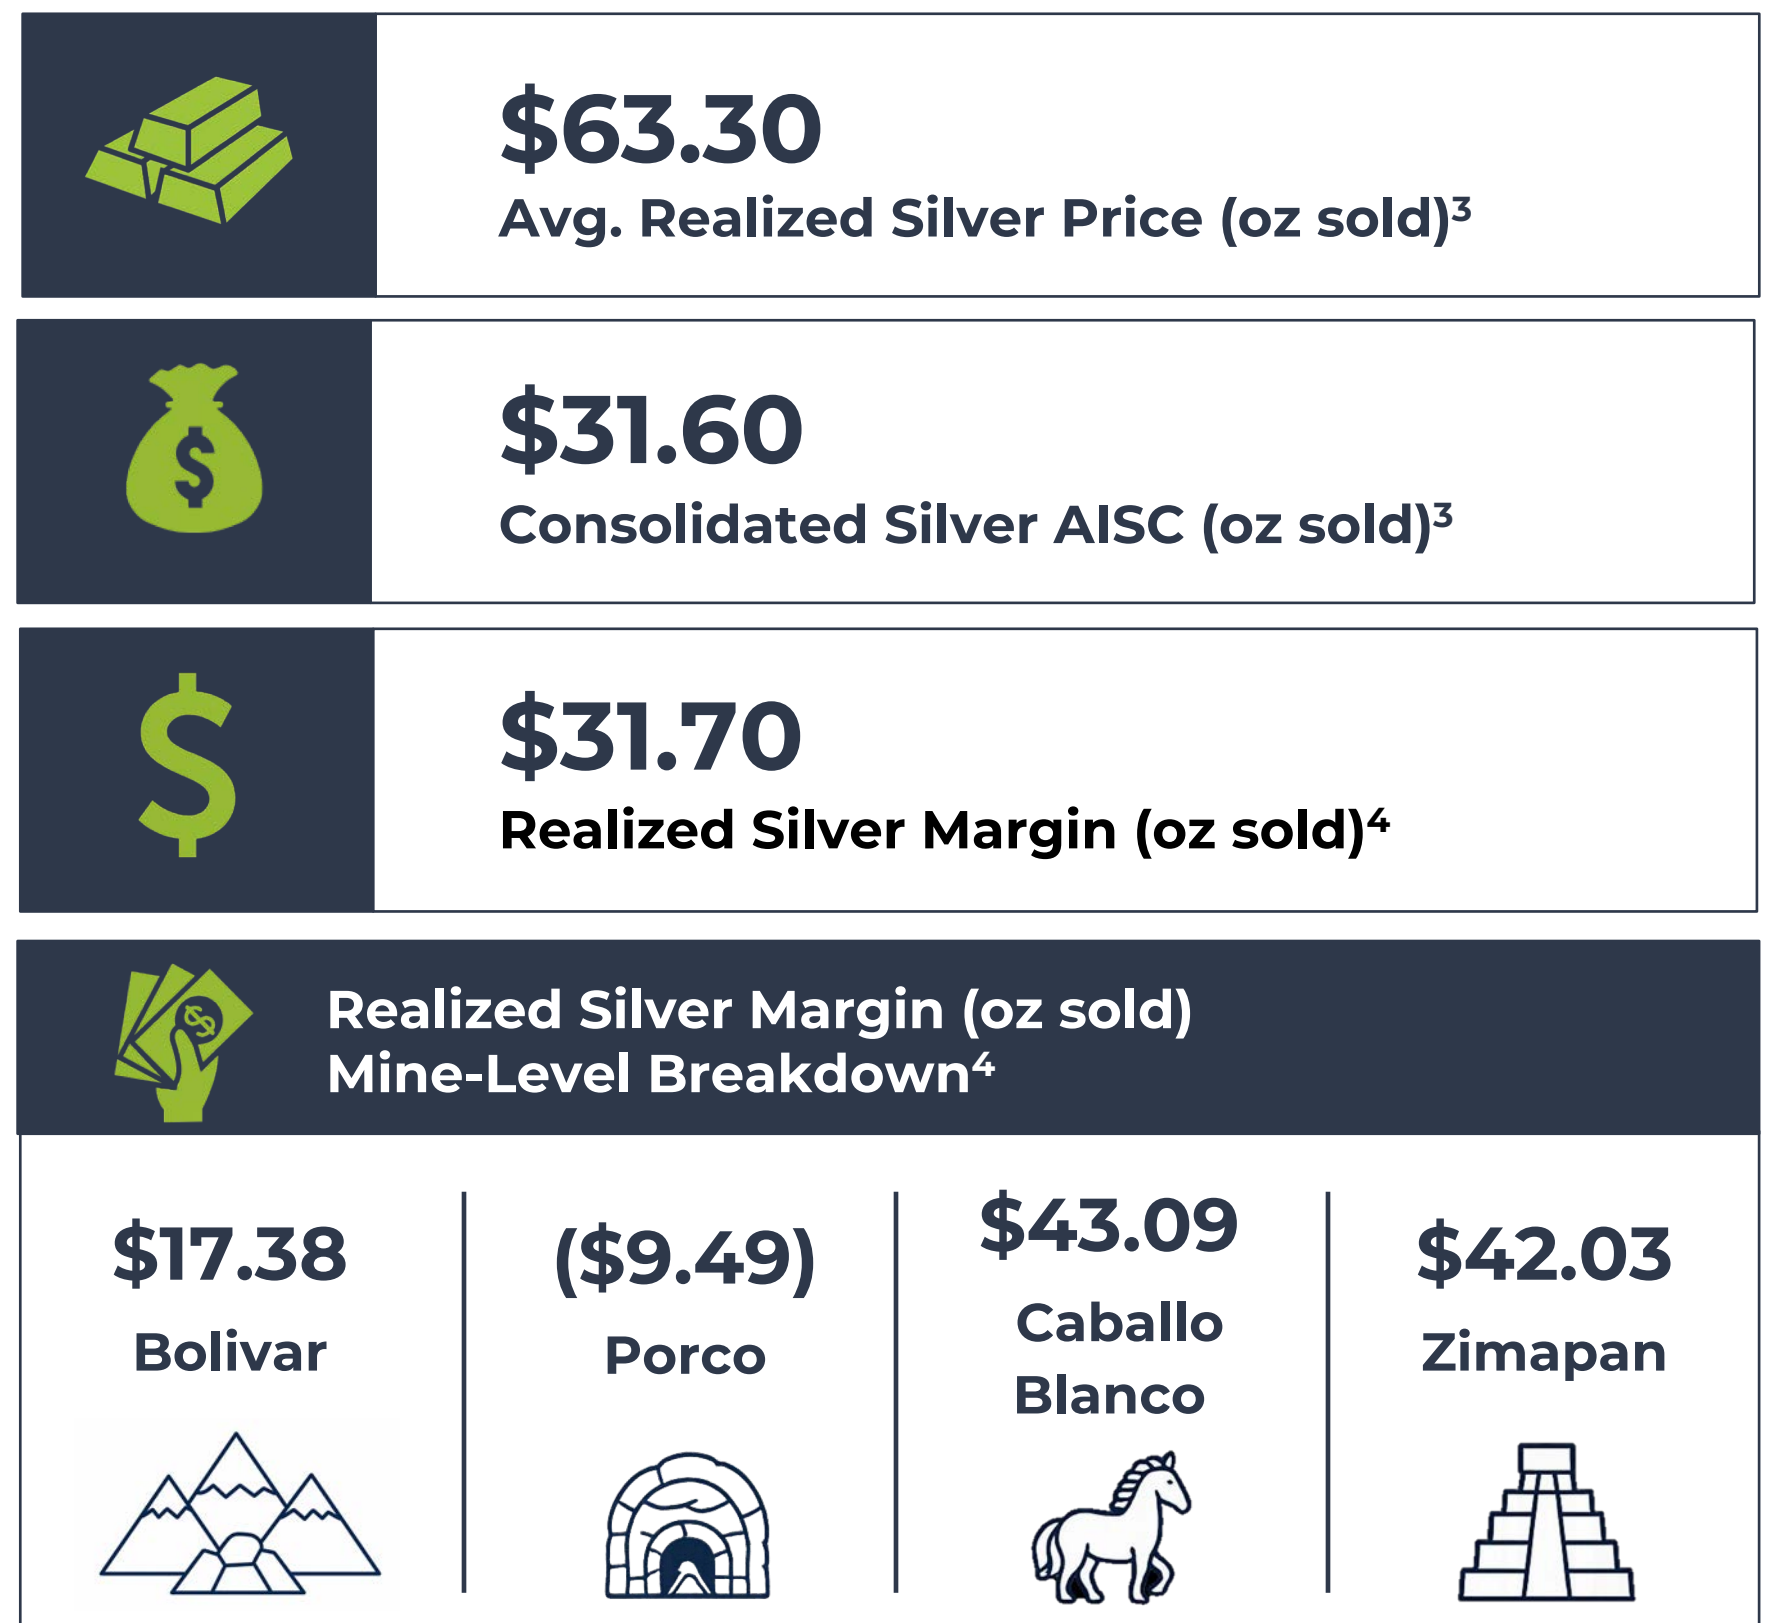 $63.30
Avg. Realized Silver Price (oz sold)³
$
$31.60
Consolidated Silver AISC (oz sold)³
$
$31.70
Realized Silver Margin (oz sold)⁴
$
Realized Silver Margin (oz sold)
Mine-Level Breakdown⁴
$17.38
Bolivar
($9.49)
Porco
$43.09
Caballo
Blanco
$42.03
Zimapan